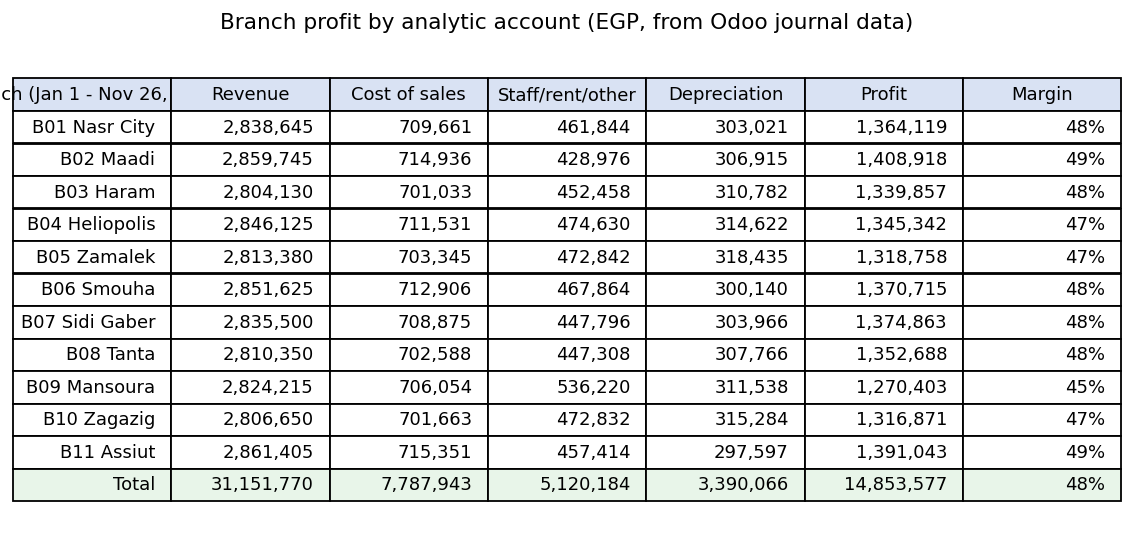 Branch profit by analytic account (EGP, from Odoo journal data)
ch (Jan 1 - Nov 26, Revenue Cost of sales Staff/rent/other Depreciation Profit Margin
B01 Nasr City 2,838,645 709,661 461,844 303,021 1,364,119 48%
B02 Maadi 2,859,745 714,936 428,976 306,915 1,408,918 49%
B03 Haram 2,804,130 701,033 452,458 310,782 1,339,857 48%
B04 Heliopolis 2,846,125 711,531 474,630 314,622 1,345,342 47%
B05 Zamalek 2,813,380 703,345 472,842 318,435 1,318,758 47%
B06 Smouha 2,851,625 712,906 467,864 300,140 1,370,715 48%
B07 Sidi Gaber 2,835,500 708,875 447,796 303,966 1,374,863 48%
B08 Tanta 2,810,350 702,588 447,308 307,766 1,352,688 48%
B09 Mansoura 2,824,215 706,054 536,220 311,538 1,270,403 45%
B10 Zagazig 2,806,650 701,663 472,832 315,284 1,316,871 47%
B11 Assiut 2,861,405 715,351 457,414 297,597 1,391,043 49%
Total 31,151,770 7,787,943 5,120,184 3,390,066 14,853,577 48%